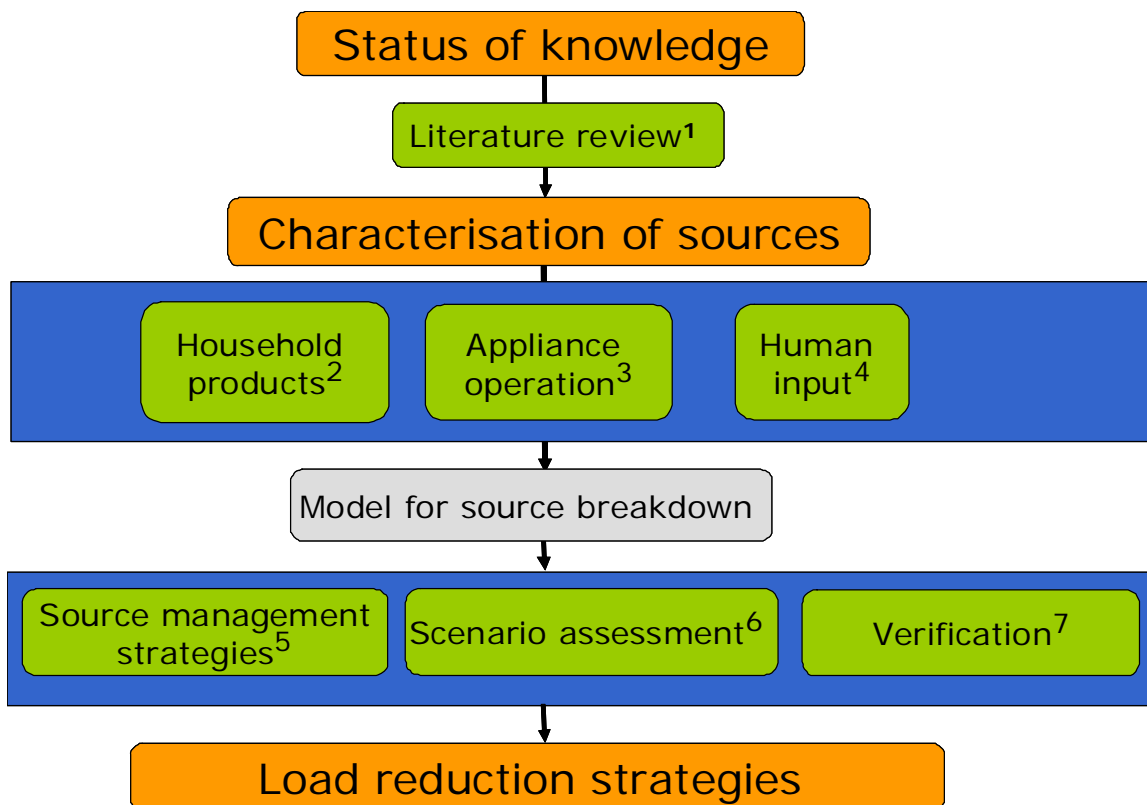 Status of knowledge
Literature review¹
Characterisation of sources
Household
products²
Appliance
operation³
Human
input⁴
Model for source breakdown
Source management
strategies⁵
Scenario assessment⁶
Verification⁷
Load reduction strategies